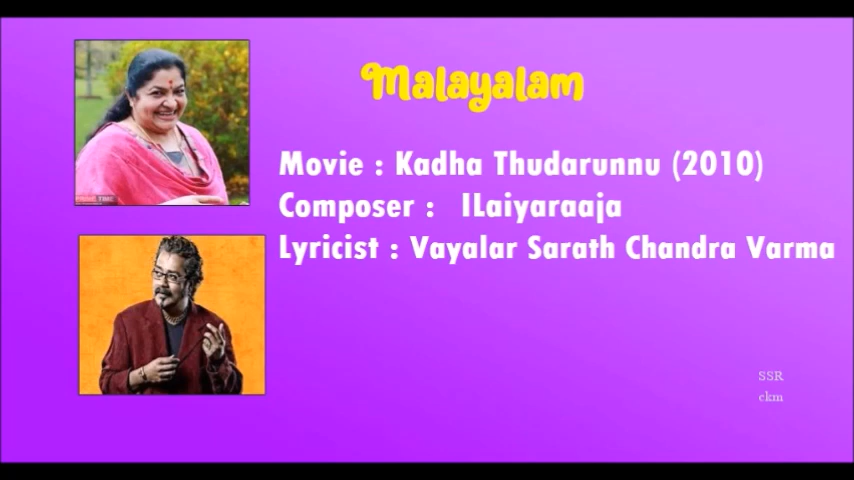 Malayalam
Movie : Kadha Thudarunnu (2010)
Composer : ILaiyaraaja
Lyricist : Vayalar Sarath Chandra Varma
SSR
ckm